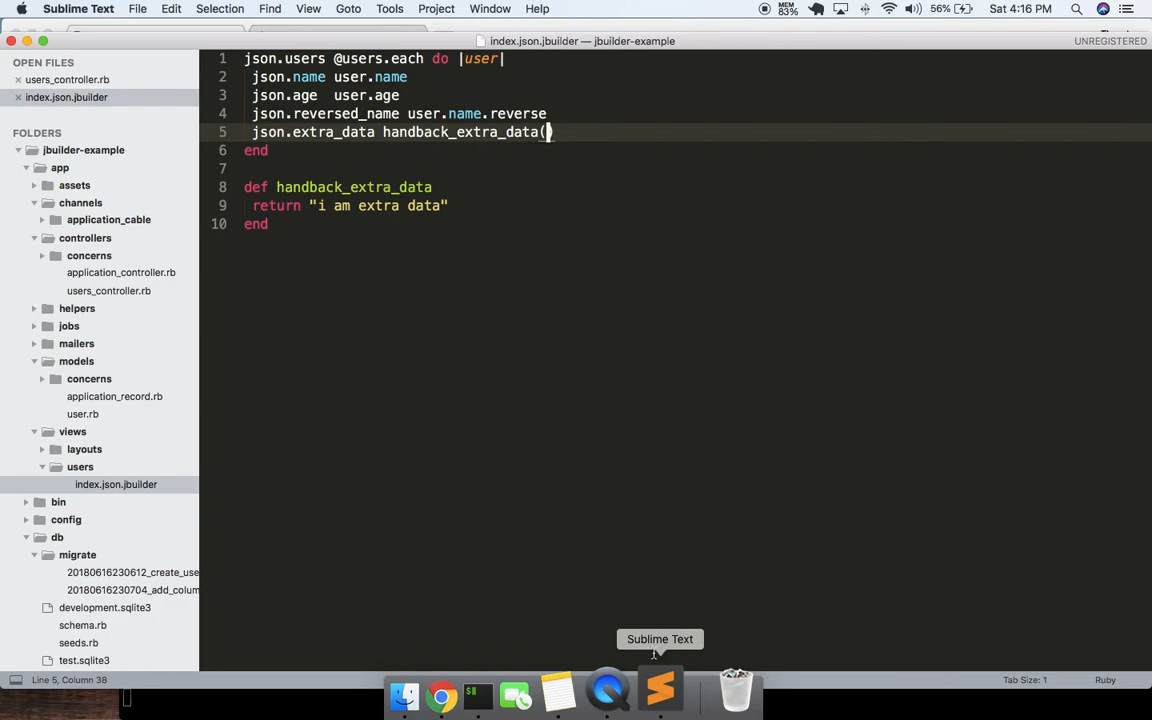 Sublime Text File Edit Selection Find View Goto Tools Project Window Help MEM 83% 56% Sat 4:16 PM
index.json.jbuilder — jbuilder-example UNREGISTERED
OPEN FILES
users_controller.rb
index.json.jbuilder
FOLDERS
jbuilder-example
app
assets
channels
application_cable
controllers
concerns
application_controller.rb
users_controller.rb
helpers
jobs
mailers
models
concerns
application_record.rb
user.rb
views
layouts
users
index.json.jbuilder
bin
config
db
migrate
20180616230612_create_use
20180616230704_add_colum
development.sqlite3
schema.rb
seeds.rb
test.sqlite3
1 json.users @users.each do |user|
2 json.name user.name
3 json.age  user.age
4 json.reversed_name user.name.reverse
5 json.extra_data handback_extra_data()
6 end
7
8 def handback_extra_data
9 return "i am extra data"
10 end
Sublime Text
Line 5, Column 38 Tab Size: 1 Ruby